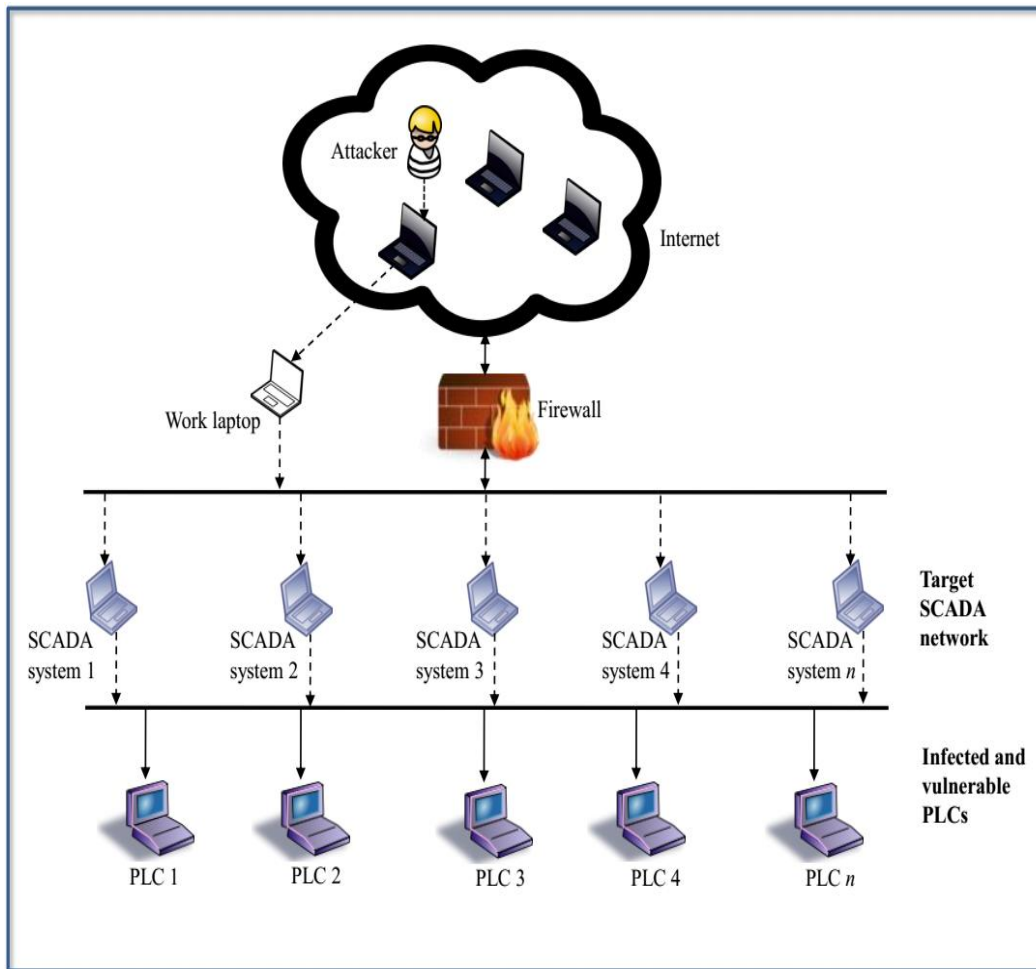 Attacker
Internet
Work laptop
Firewall
SCADA
system 1
SCADA
system 2
SCADA
system 3
SCADA
system 4
SCADA
system n
Target
SCADA
network
PLC 1
PLC 2
PLC 3
PLC 4
PLC n
Infected and
vulnerable
PLCs